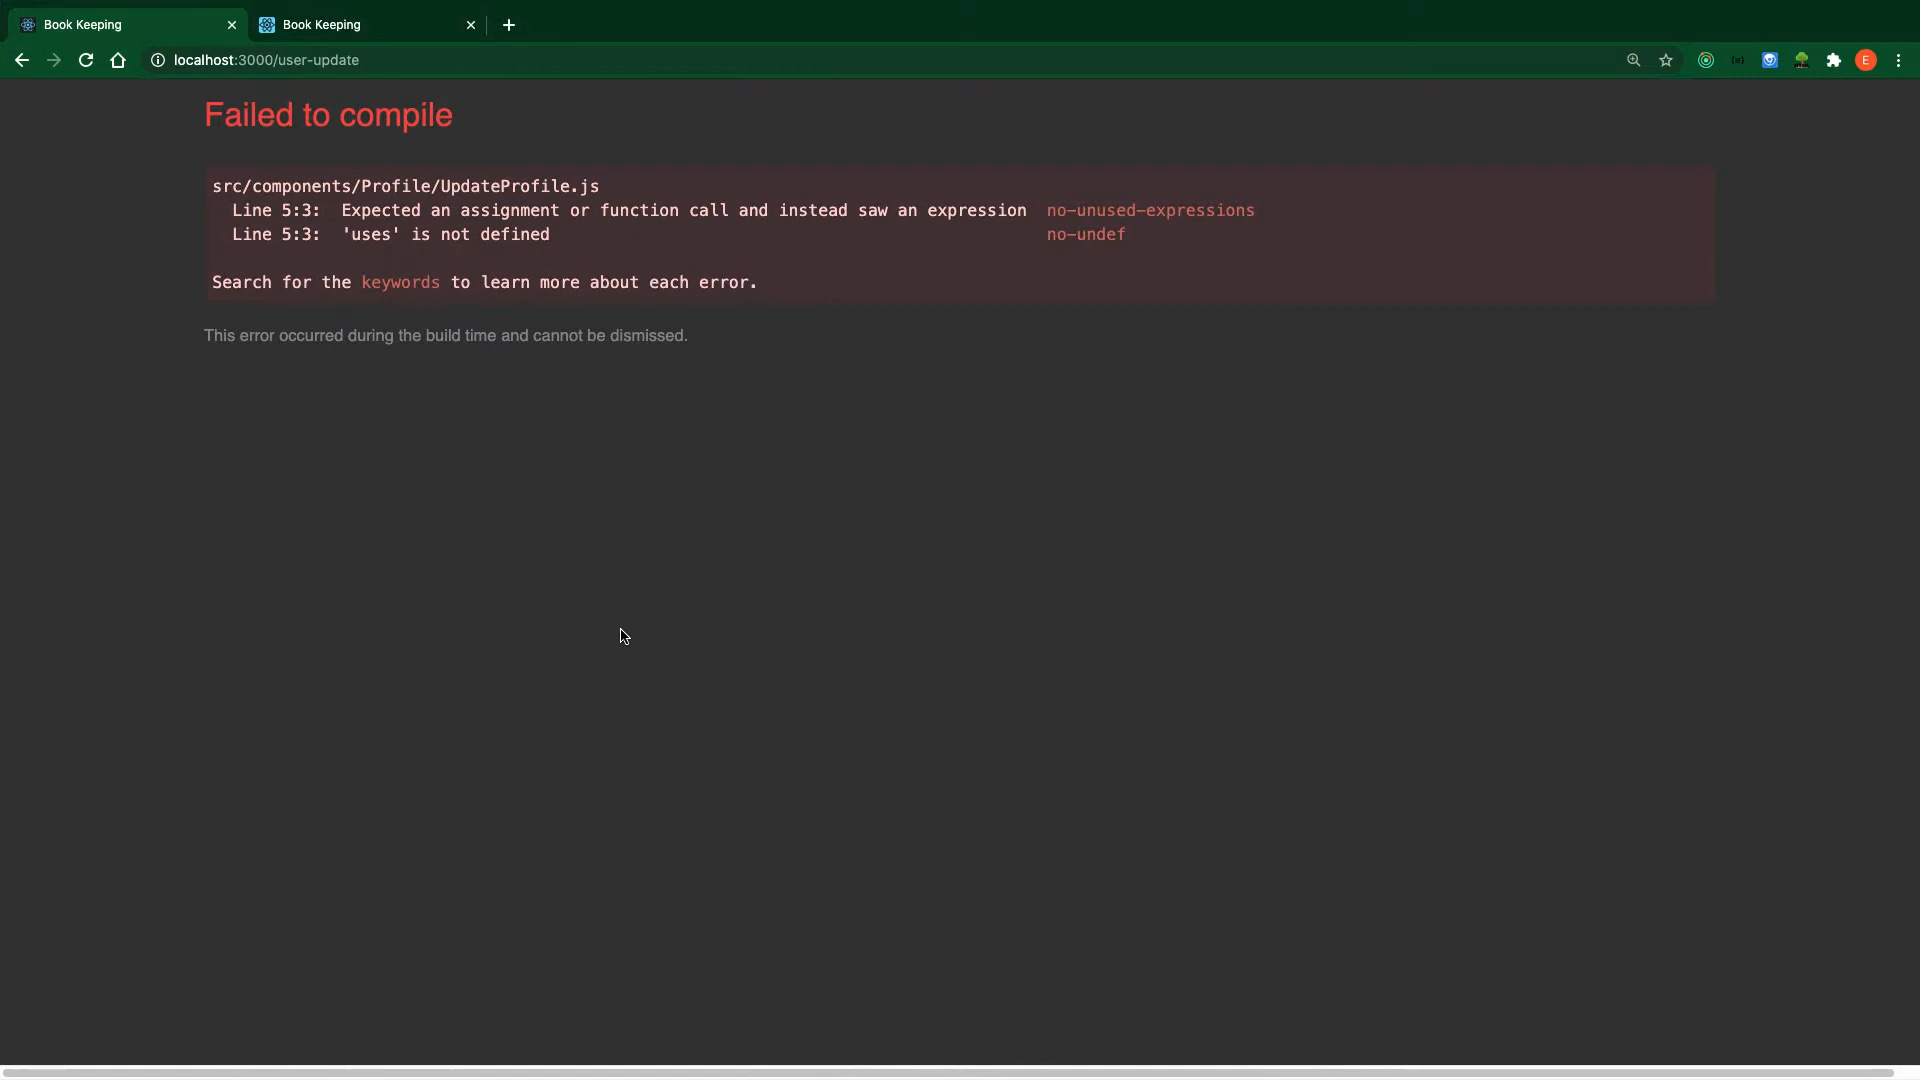 Book Keeping
Book Keeping
localhost:3000/user-update
E
Failed to compile
src/components/Profile/UpdateProfile.js
Line 5:3: Expected an assignment or function call and instead saw an expression no-unused-expressions
Line 5:3: 'uses' is not defined no-undef
Search for the keywords to learn more about each error.
This error occurred during the build time and cannot be dismissed.